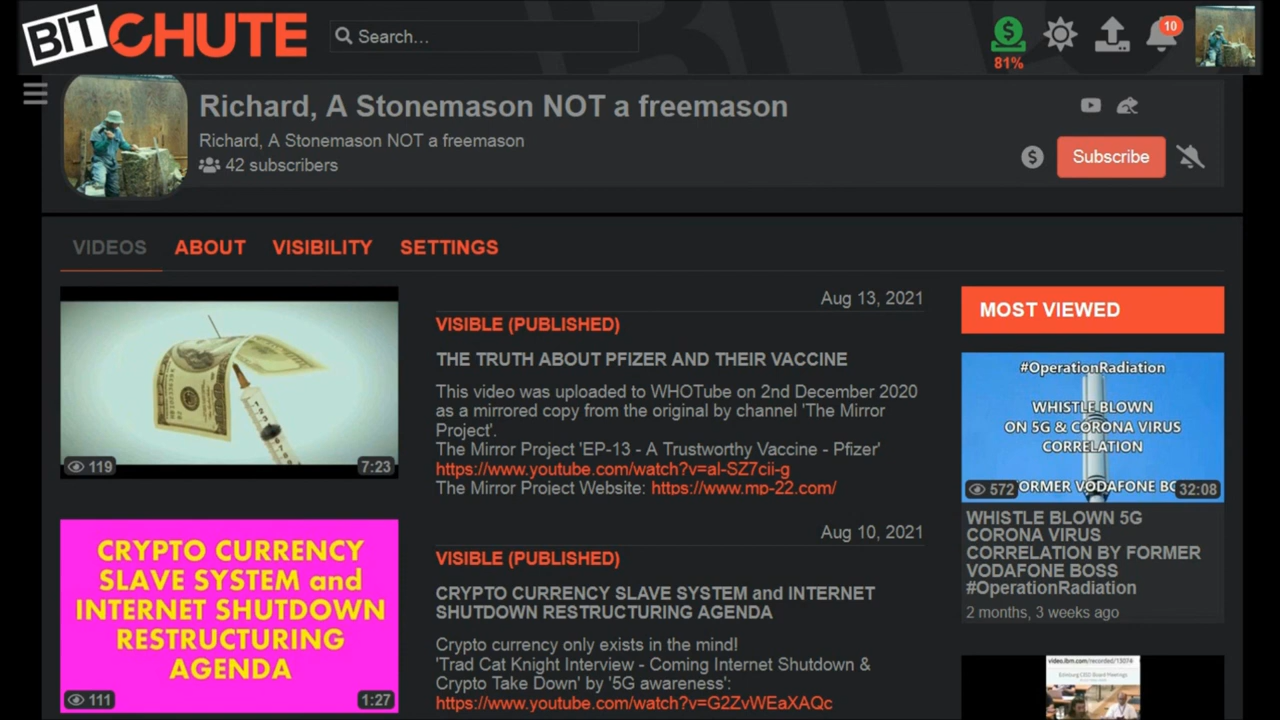 BITCHUTE
Search...
81%
10
Richard, A Stonemason NOT a freemason
Richard, A Stonemason NOT a freemason
42 subscribers
Subscribe
VIDEOS ABOUT VISIBILITY SETTINGS
119
7:23
Aug 13, 2021
VISIBLE (PUBLISHED)
THE TRUTH ABOUT PFIZER AND THEIR VACCINE
This video was uploaded to WHOTube on 2nd December 2020
as a mirrored copy from the original by channel 'The Mirror
Project'.
The Mirror Project 'EP-13 - A Trustworthy Vaccine - Pfizer'
https://www.youtube.com/watch?v=al-SZ7cii-g
The Mirror Project Website: https://www.mp-22.com/
CRYPTO CURRENCY
SLAVE SYSTEM and
INTERNET SHUTDOWN
RESTRUCTURING
AGENDA
111
1:27
Aug 10, 2021
VISIBLE (PUBLISHED)
CRYPTO CURRENCY SLAVE SYSTEM and INTERNET
SHUTDOWN RESTRUCTURING AGENDA
Crypto currency only exists in the mind!
'Trad Cat Knight Interview - Coming Internet Shutdown &
Crypto Take Down' by '5G awareness':
https://www.youtube.com/watch?v=G2ZvWEaXAQc
MOST VIEWED
#OperationRadiation
WHISTLE BLOWN
ON 5G & CORONA VIRUS
CORRELATION
572 ORMER VODAFONE BO 32:08
WHISTLE BLOWN 5G
CORONA VIRUS
CORRELATION BY FORMER
VODAFONE BOSS
#OperationRadiation
2 months, 3 weeks ago
video.ibm.com/recorded/13074